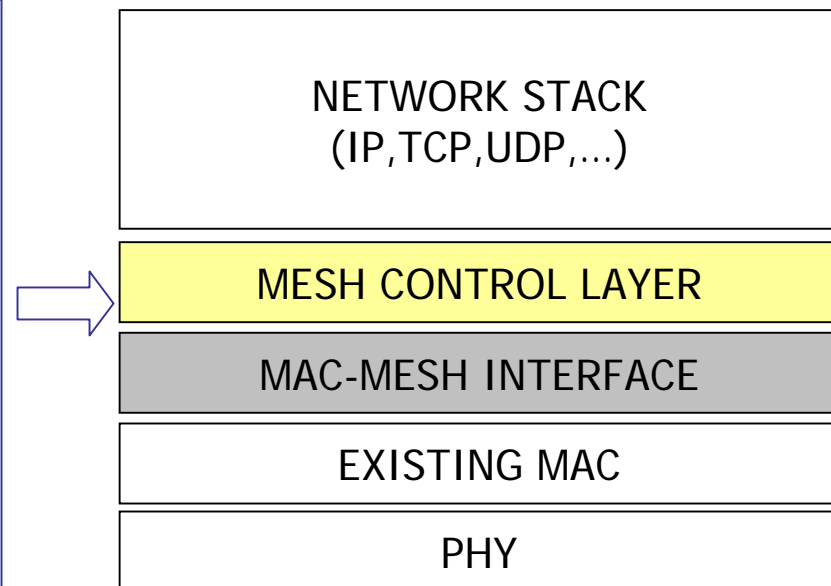 NETWORK STACK
(IP,TCP,UDP,...)
MESH CONTROL LAYER
MAC-MESH INTERFACE
EXISTING MAC
PHY